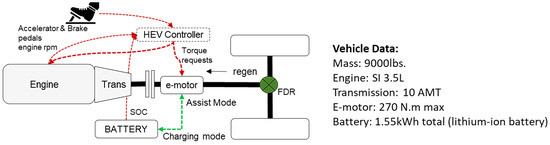 Accelerator & Brake
pedals
engine rpm
HEV Controller
Torque
requests
regen
Engine
Trans
e-motor
FDR
Assist Mode
SOC
BATTERY
Charging mode
Vehicle Data:
Mass: 9000lbs.
Engine: SI 3.5L
Transmission: 10 AMT
E-motor: 270 N.m max
Battery: 1.55kWh total (lithium-ion battery)